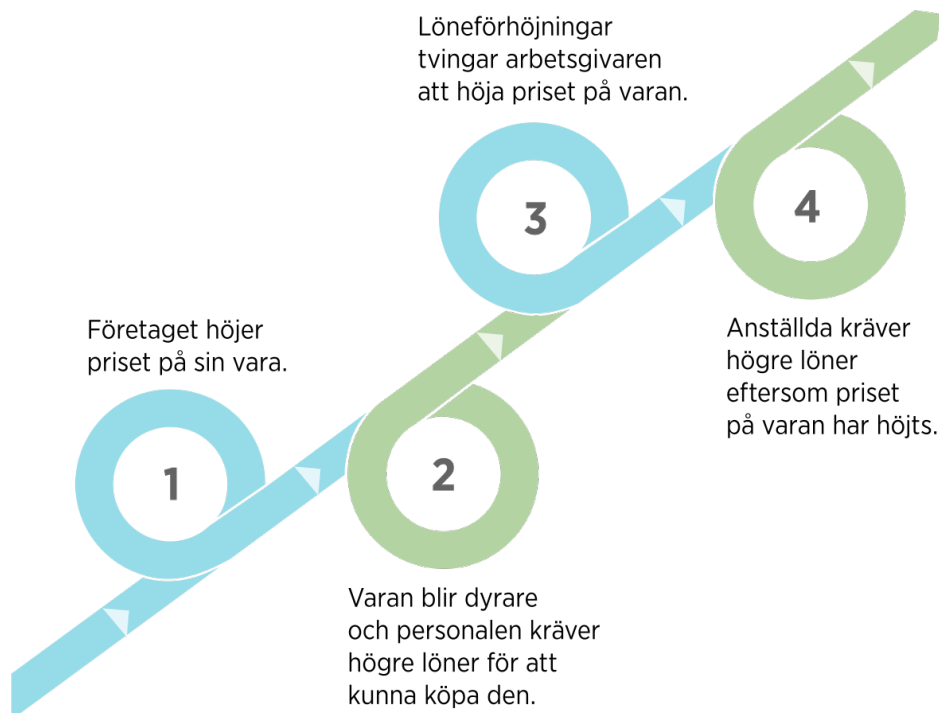 1
Företaget höjer
priset på sin vara.
2
Varan blir dyrare
och personalen kräver
högre löner för att
kunna köpa den.
3
Löneförhöjningar
tvingar arbetsgivaren
att höja priset på varan.
4
Anställda kräver
högre löner
eftersom priset
på varan har höjts.